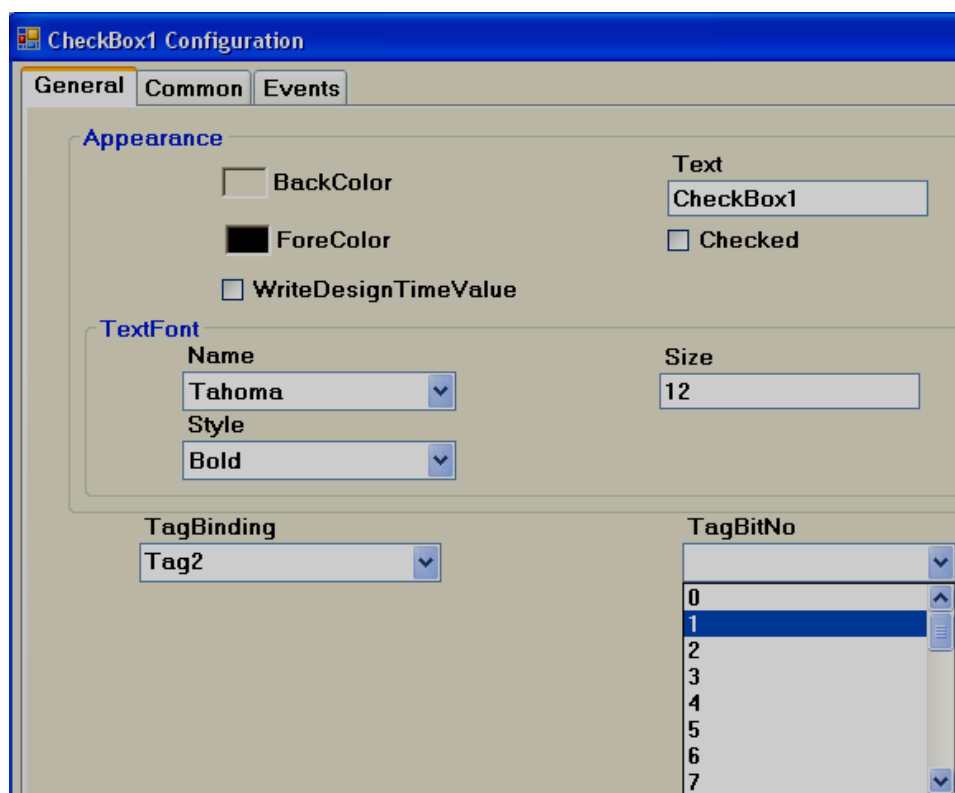 CheckBox1 Configuration
General Common Events
Appearance
BackColor
Text
CheckBox1
ForeColor
Checked
WriteDesignTimeValue
TextFont
Name
Size
Tahoma
12
Style
Bold
TagBinding
TagBitNo
Tag2
0
1
2
3
4
5
6
7